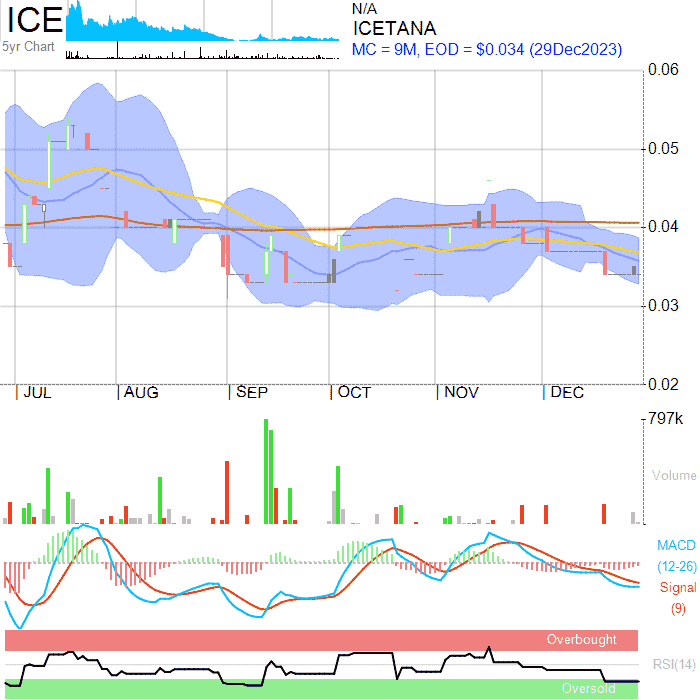 ICE
5yr Chart
N/A
ICETANA
MC = 9M, EOD = $0.034 (29Dec2023)
0.06
0.05
0.04
0.03
0.02
JUL AUG SEP OCT NOV DEC
797k
Volume
MACD
(12-26)
Signal
(9)
Overbought
RSI(14)
Oversold